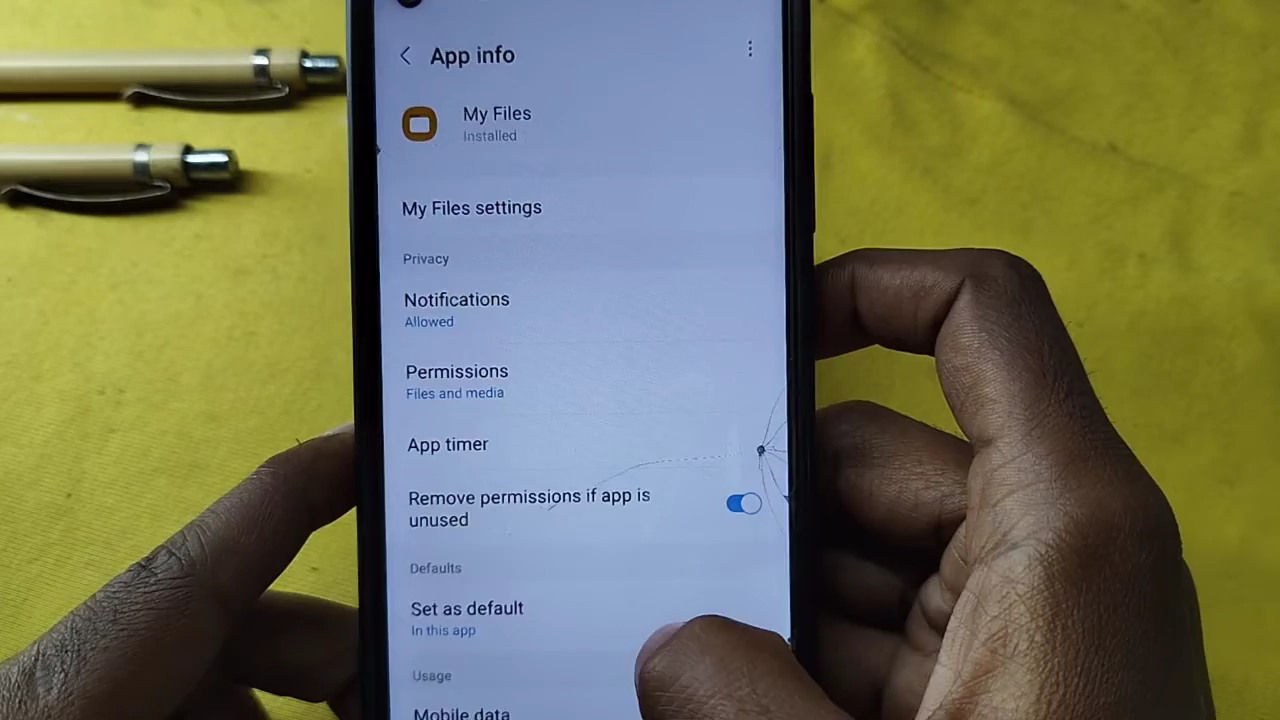 App info
My Files
Installed
My Files settings
Privacy
Notifications
Allowed
Permissions
Files and media
App timer
Remove permissions if app is
unused
Defaults
Set as default
In this app
Usage
Mobile data